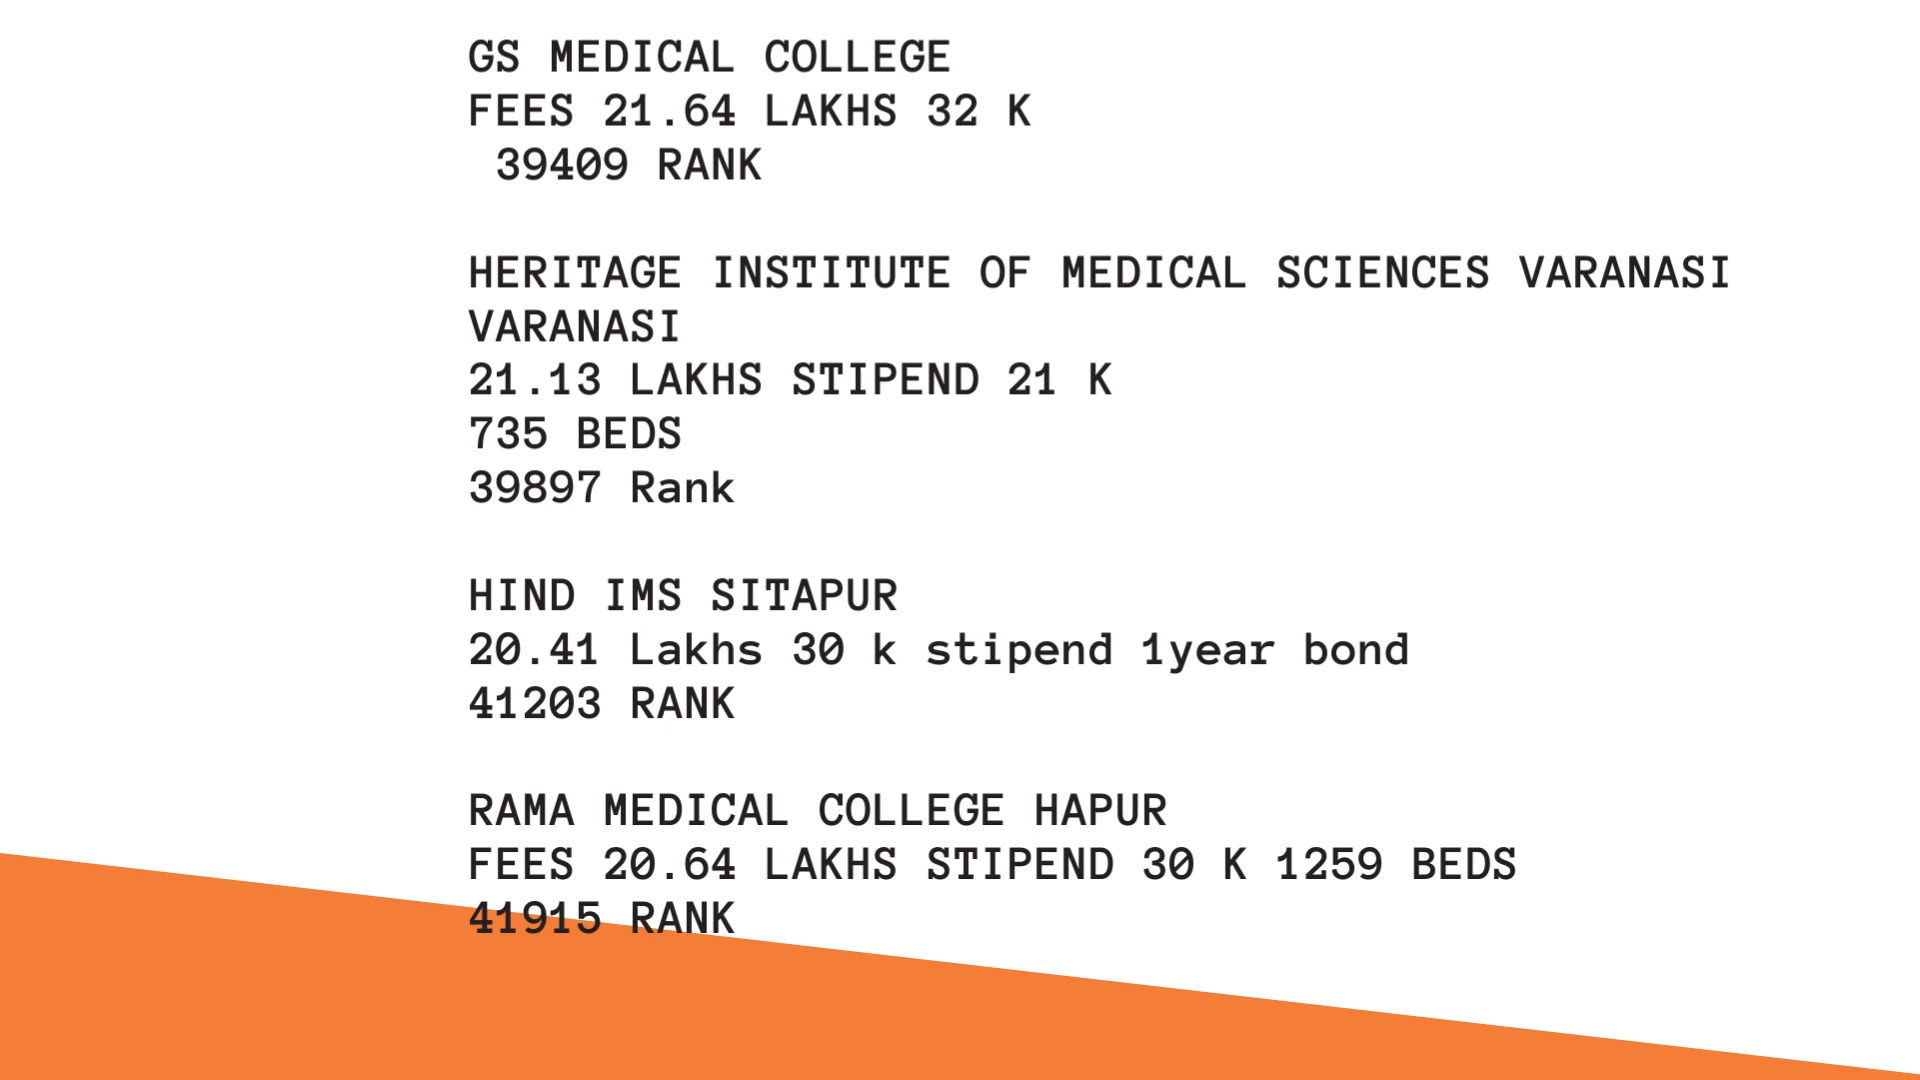 GS MEDICAL COLLEGE
FEES 21.64 LAKHS 32 K
39409 RANK
HERITAGE INSTITUTE OF MEDICAL SCIENCES VARANASI
VARANASI
21.13 LAKHS STIPEND 21 K
735 BEDS
39897 Rank
HIND IMS SITAPUR
20.41 Lakhs 30 k stipend 1year bond
41203 RANK
RAMA MEDICAL COLLEGE HAPUR
FEES 20.64 LAKHS STIPEND 30 K 1259 BEDS
41915 RANK